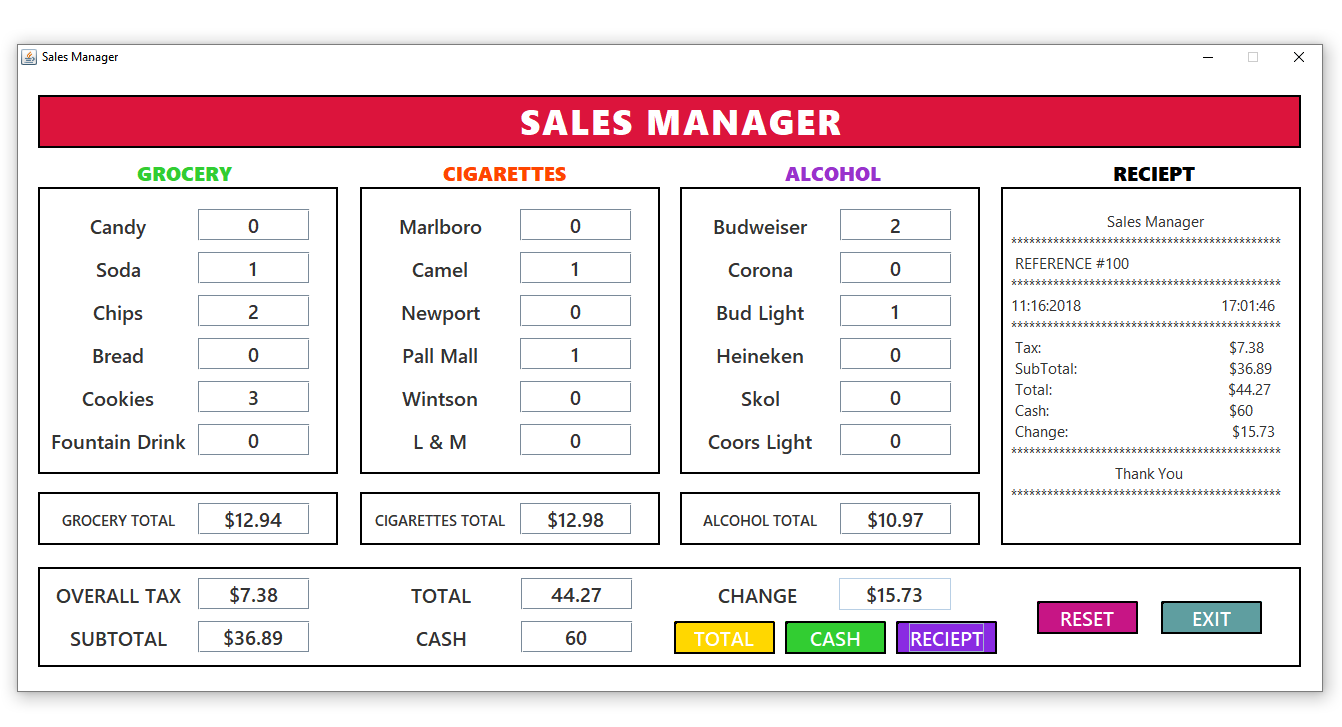 Sales Manager
SALES MANAGER
GROCERY
Candy 0
Soda 1
Chips 2
Bread 0
Cookies 3
Fountain Drink 0
GROCERY TOTAL $12.94
CIGARETTES
Marlboro 0
Camel 1
Newport 0
Pall Mall 1
Wintson 0
L & M 0
CIGARETTES TOTAL $12.98
ALCOHOL
Budweiser 2
Corona 0
Bud Light 1
Heineken 0
Skol 0
Coors Light 0
ALCOHOL TOTAL $10.97
RECIEPT
Sales Manager
*********************************************
REFERENCE #100
*********************************************
11:16:2018 17:01:46
*********************************************
Tax: $7.38
SubTotal: $36.89
Total: $44.27
Cash: $60
Change: $15.73
*********************************************
Thank You
*********************************************
OVERALL TAX $7.38 TOTAL 44.27 CHANGE $15.73
SUBTOTAL $36.89 CASH 60
TOTAL CASH RECIEPT
RESET EXIT